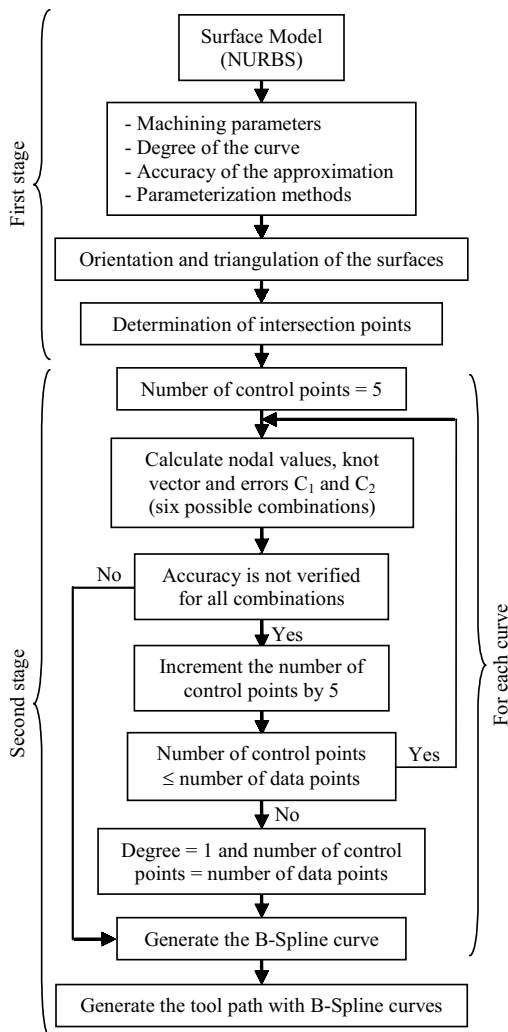 Surface Model
(NURBS)
- Machining parameters
- Degree of the curve
- Accuracy of the approximation
- Parameterization methods
First stage
Orientation and triangulation of the surfaces
Determination of intersection points
Number of control points = 5
Calculate nodal values, knot
vector and errors C₁ and C₂
(six possible combinations)
No
Accuracy is not verified
for all combinations
Yes
Increment the number of
control points by 5
Second stage
For each curve
Number of control points
≤ number of data points
Yes
No
Degree = 1 and number of control
points = number of data points
Generate the B-Spline curve
Generate the tool path with B-Spline curves